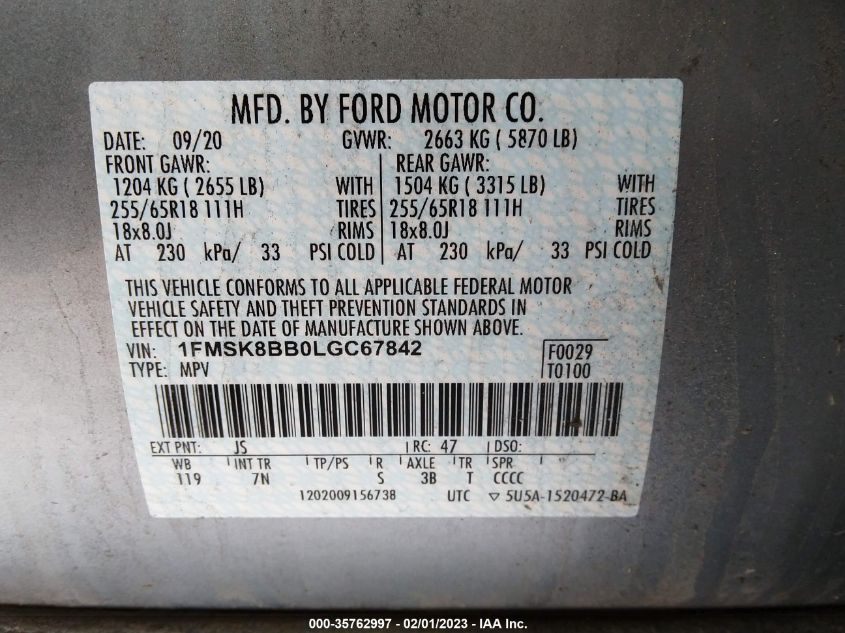 MFD. BY FORD MOTOR CO.
DATE: 09/20 GVWR: 2663 KG ( 5870 LB)
FRONT GAWR: REAR GAWR:
1204 KG ( 2655 LB) WITH 1504 KG ( 3315 LB) WITH
255/65R18 111H TIRES 255/65R18 111H TIRES
18x8.0J RIMS 18x8.0J RIMS
AT 230 kPa/ 33 PSI COLD AT 230 kPa/ 33 PSI COLD
THIS VEHICLE CONFORMS TO ALL APPLICABLE FEDERAL MOTOR
VEHICLE SAFETY AND THEFT PREVENTION STANDARDS IN
EFFECT ON THE DATE OF MANUFACTURE SHOWN ABOVE.
VIN: 1FMSK8BB0LGC67842 F0029
TYPE: MPV T0100
EXT PNT: JS RC: 47 DSO:
WB INT TR TP/PS R AXLE TR SPR
119 7N S 3B T CCCC
1202009156738 UTC ▽ 5U5A-1520472-BA
000-35762997 / 02/01/2023 - IAA Inc.